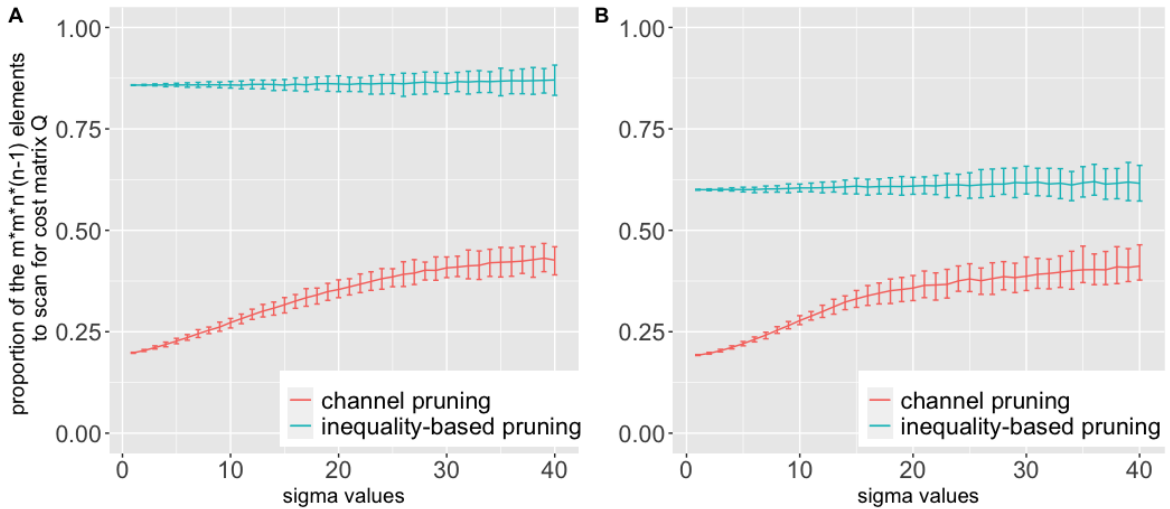 A
proportion of the m*m*n*(n-1) elements
to scan for cost matrix Q
1.00
0.75
0.50
0.25
0.00
channel pruning
inequality-based pruning
0
10
20
30
40
sigma values
B
1.00
0.75
0.50
0.25
0.00
channel pruning
inequality-based pruning
0
10
20
30
40
sigma values